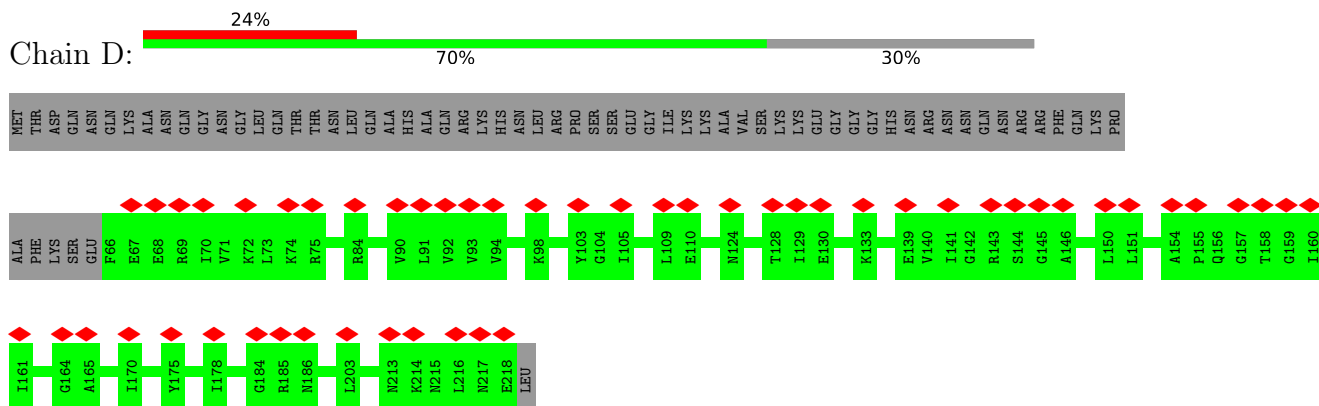 24%
Chain D:
70% 30%
MET THR ASP GLN ASN GLN LYS ALA ASN GLN GLY ASN GLY LEU GLN THR THR ASN LEU GLN ALA HIS ALA GLN ARG LYS HIS ASN LEU ARG PRO SER SER GLU GLY ILE LYS LYS ALA VAL SER LYS LYS GLU GLY GLY GLY HIS ASN ARG ASN ASN GLN ASN ARG ARG PHE GLN LYS PRO
ALA PHE LYS SER GLU F66 E67 E68 R69 I70 V71 K72 L73 K74 R75 R84 V90 L91 V92 V93 V94 K98 Y103 G104 I105 L109 E110 N124 T128 I129 E130 K133 E139 V140 I141 G142 R143 S144 G145 A146 L150 L151 A154 P155 Q156 G157 T158 G159 I160
I161 G164 A165 I170 Y175 I178 G184 R185 N186 L203 N213 K214 N215 L216 N217 E218 LEU